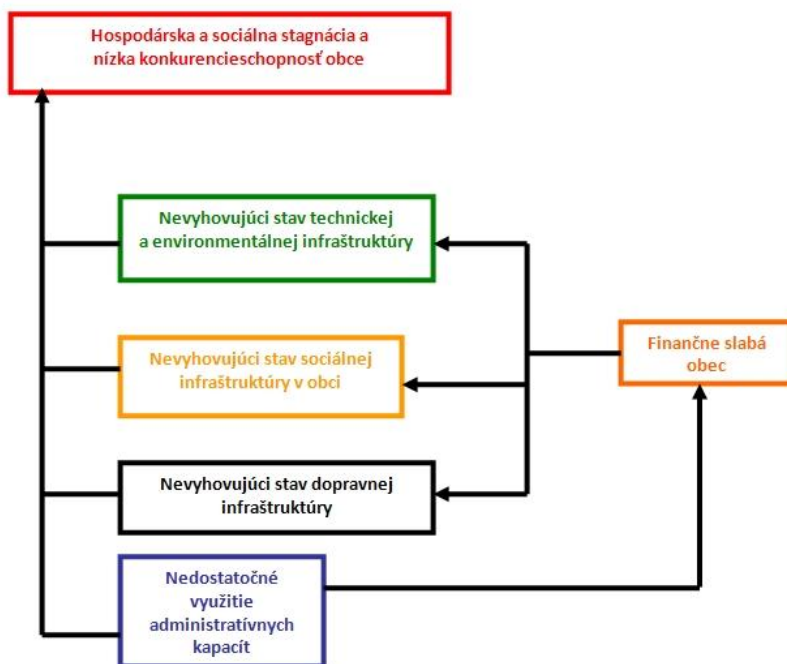 Hospodárska a sociálna stagnácia a
nízka konkurencieschopnosť obce
Nevyhovujúci stav technickej
a environmentálnej infraštruktúry
Nevyhovujúci stav sociálnej
infraštruktúry v obci
Finančne slabá
obec
Nevyhovujúci stav dopravnej
infraštruktúry
Nedostatočné
využitie
administratívnych
kapacít